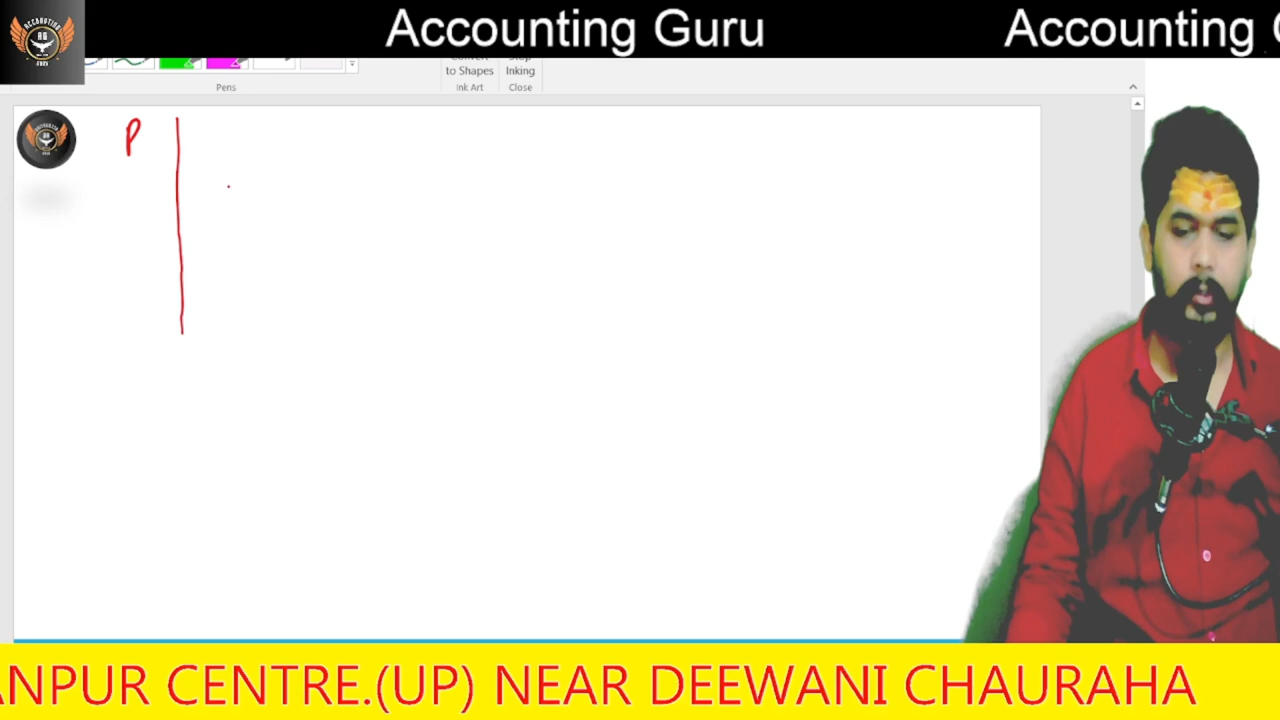 Accounting Guru
Accounting
to Shapes
Inking
Pens
Ink Art
Close
P
ANPUR CENTRE.(UP) NEAR DEEWANI CHAURAHA